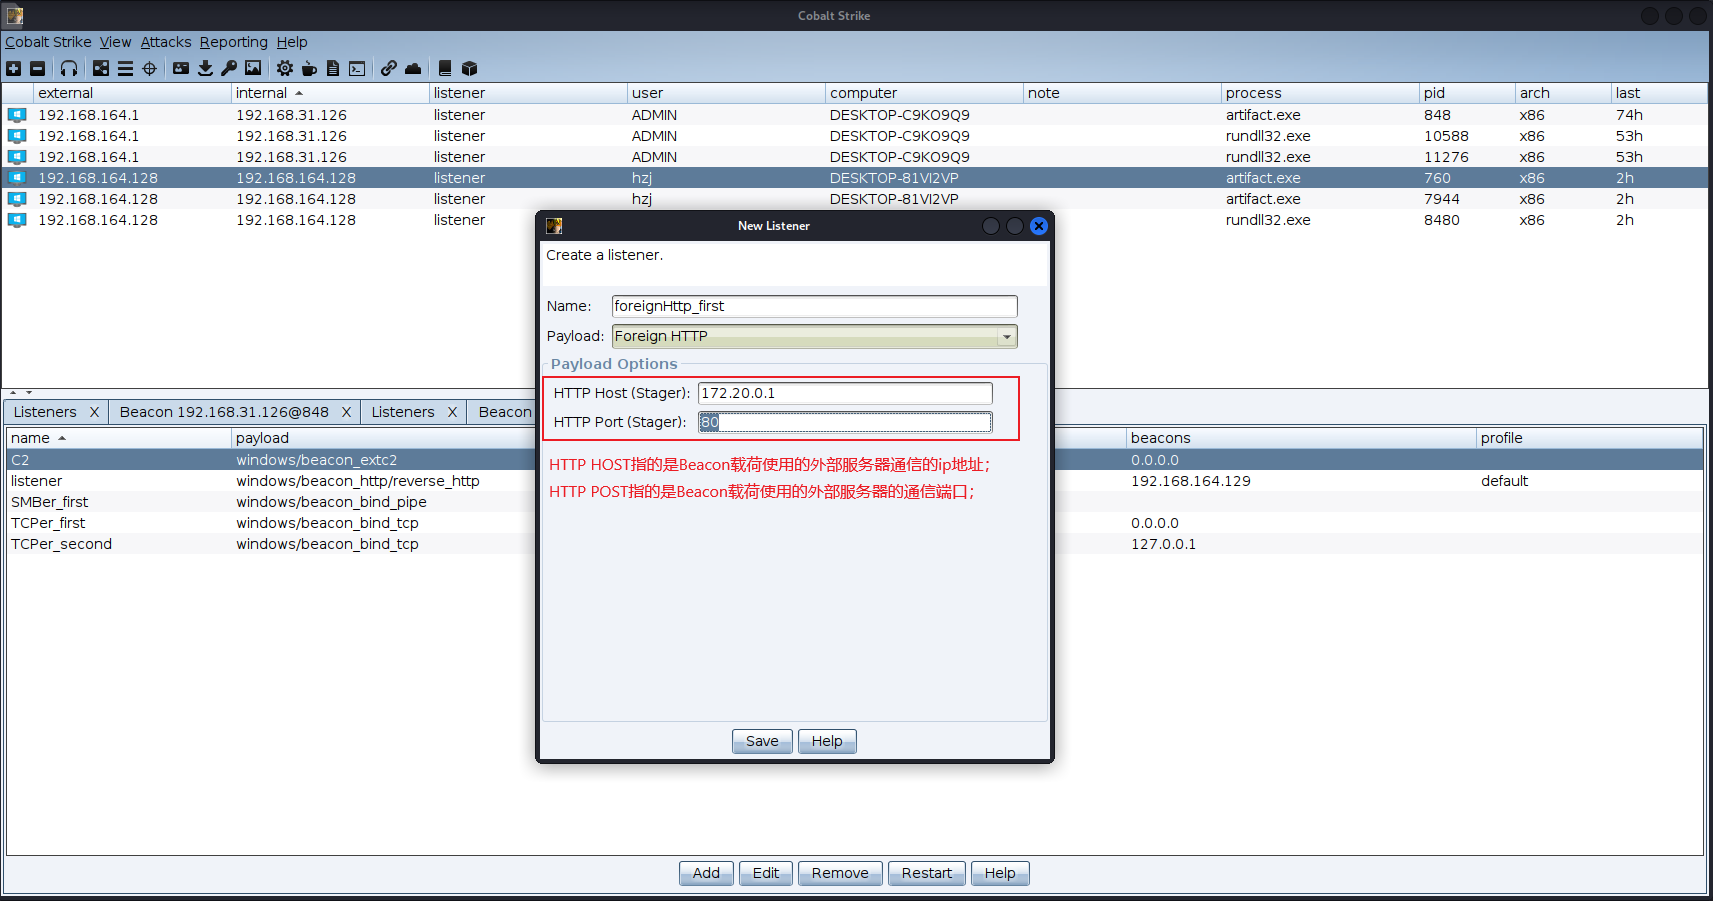 Cobalt Strike
Cobalt Strike View Attacks Reporting Help
external internal listener user computer note process pid arch last
192.168.164.1 192.168.31.126 listener ADMIN DESKTOP-C9KO9Q9 artifact.exe 848 x86 74h
192.168.164.1 192.168.31.126 listener ADMIN DESKTOP-C9KO9Q9 rundll32.exe 10588 x86 53h
192.168.164.1 192.168.31.126 listener ADMIN DESKTOP-C9KO9Q9 rundll32.exe 11276 x86 53h
192.168.164.128 192.168.164.128 listener hzj DESKTOP-81VI2VP artifact.exe 760 x86 2h
192.168.164.128 192.168.164.128 listener hzj DESKTOP-81VI2VP artifact.exe 7944 x86 2h
192.168.164.128 192.168.164.128 listener rundll32.exe 8480 x86 2h
New Listener
Create a listener.
Name: foreignHttp_first
Payload: Foreign HTTP
Payload Options
HTTP Host (Stager): 172.20.0.1
HTTP Port (Stager): 80
HTTP HOST指的是Beacon载荷使用的外部服务器通信的ip地址;
HTTP POST指的是Beacon载荷使用的外部服务器的通信端口;
Save Help
Listeners X Beacon 192.168.31.126@848 X Listeners X Beacon
name payload beacons profile
C2 windows/beacon_extc2 0.0.0.0
listener windows/beacon_http/reverse_http 192.168.164.129 default
SMBer_first windows/beacon_bind_pipe
TCPer_first windows/beacon_bind_tcp 0.0.0.0
TCPer_second windows/beacon_bind_tcp 127.0.0.1
Add Edit Remove Restart Help